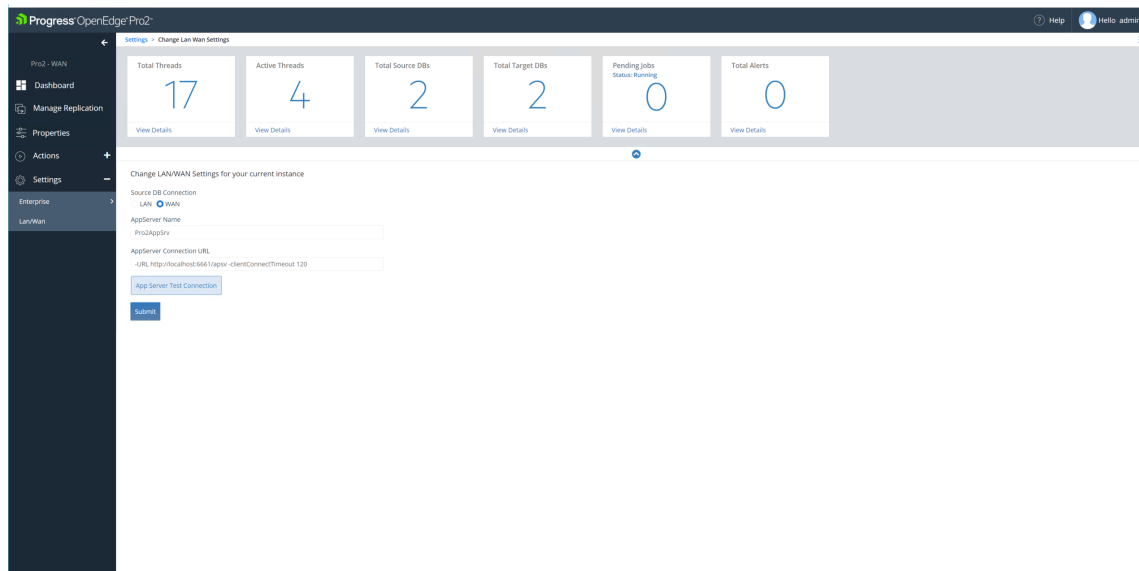 Progress® OpenEdge® Pro2™
Help
Hello admin
Settings > Change Lan Wan Settings
Pro2 - WAN
Dashboard
Manage Replication
Properties
Actions +
Settings −
Enterprise >
Lan/Wan
Total Threads
17
View Details
Active Threads
4
View Details
Total Source DBs
2
View Details
Total Target DBs
2
View Details
Pending Jobs
Status: Running
0
View Details
Total Alerts
0
View Details
Change LAN/WAN Settings for your current instance
Source DB Connection
LAN WAN
AppServer Name
Pro2AppSrv
AppServer Connection URL
-URL http://localhost:6661/apsv -clientConnectTimeout 120
App Server Test Connection
Submit